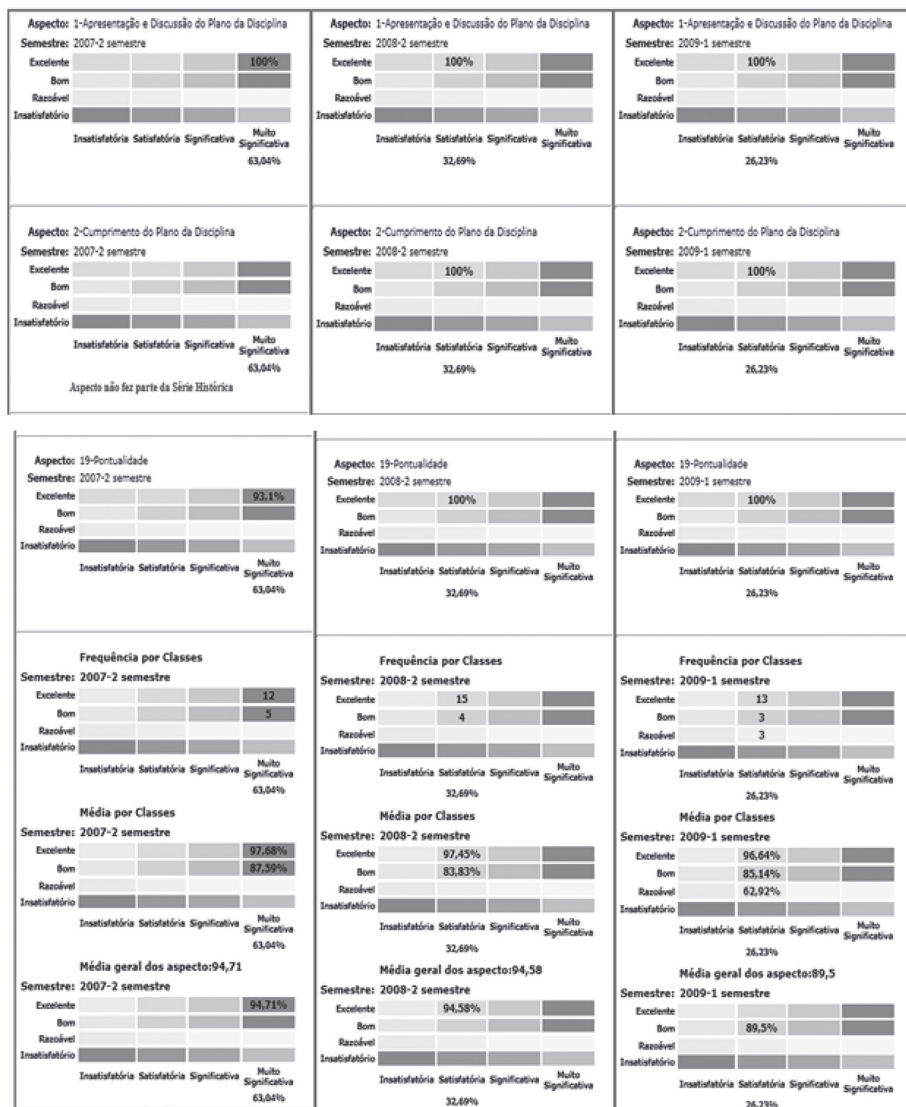 Aspecto: 1-Apresentação e Discussão do Plano da Disciplina
Semestre: 2007-2 semestre
Excelente 100%
Bom
Razoável
Insatisfatório
Insatisfatória Satisfatória Significativa Muito Significativa
63,04%
Aspecto: 1-Apresentação e Discussão do Plano da Disciplina
Semestre: 2008-2 semestre
Excelente 100%
Bom
Razoável
Insatisfatório
Insatisfatória Satisfatória Significativa Muito Significativa
32,69%
Aspecto: 1-Apresentação e Discussão do Plano da Disciplina
Semestre: 2009-1 semestre
Excelente 100%
Bom
Razoável
Insatisfatório
Insatisfatória Satisfatória Significativa Muito Significativa
26,23%
Aspecto: 2-Cumprimento do Plano da Disciplina
Semestre: 2007-2 semestre
Excelente
Bom
Razoável
Insatisfatório
Insatisfatória Satisfatória Significativa Muito Significativa
63,04%
Aspecto não fez parte da Série Histórica
Aspecto: 2-Cumprimento do Plano da Disciplina
Semestre: 2008-2 semestre
Excelente 100%
Bom
Razoável
Insatisfatório
Insatisfatória Satisfatória Significativa Muito Significativa
32,69%
Aspecto: 2-Cumprimento do Plano da Disciplina
Semestre: 2009-1 semestre
Excelente 100%
Bom
Razoável
Insatisfatório
Insatisfatória Satisfatória Significativa Muito Significativa
26,23%
Aspecto: 19-Pontualidade
Semestre: 2007-2 semestre
Excelente 93,1%
Bom
Razoável
Insatisfatório
Insatisfatória Satisfatória Significativa Muito Significativa
63,04%
Aspecto: 19-Pontualidade
Semestre: 2008-2 semestre
Excelente 100%
Bom
Razoável
Insatisfatório
Insatisfatória Satisfatória Significativa Muito Significativa
32,69%
Aspecto: 19-Pontualidade
Semestre: 2009-1 semestre
Excelente 100%
Bom
Razoável
Insatisfatório
Insatisfatória Satisfatória Significativa Muito Significativa
26,23%
Frequência por Classes
Semestre: 2007-2 semestre
Excelente 12
Bom 5
Razoável
Insatisfatório
Insatisfatória Satisfatória Significativa Muito Significativa
63,04%
Média por Classes
Semestre: 2007-2 semestre
Excelente 97,68%
Bom 87,59%
Razoável
Insatisfatório
Insatisfatória Satisfatória Significativa Muito Significativa
63,04%
Média geral dos aspecto:94,71
Semestre: 2007-2 semestre
Excelente 94,71%
Bom
Razoável
Insatisfatório
Insatisfatória Satisfatória Significativa Muito Significativa
63,04%
Frequência por Classes
Semestre: 2008-2 semestre
Excelente 15
Bom 4
Razoável
Insatisfatório
Insatisfatória Satisfatória Significativa Muito Significativa
32,69%
Média por Classes
Semestre: 2008-2 semestre
Excelente 97,45%
Bom 83,83%
Razoável
Insatisfatório
Insatisfatória Satisfatória Significativa Muito Significativa
32,69%
Média geral dos aspecto:94,58
Semestre: 2008-2 semestre
Excelente 94,58%
Bom
Razoável
Insatisfatório
Insatisfatória Satisfatória Significativa Muito Significativa
32,69%
Frequência por Classes
Semestre: 2009-1 semestre
Excelente 13
Bom 3
Razoável 3
Insatisfatório
Insatisfatória Satisfatória Significativa Muito Significativa
26,23%
Média por Classes
Semestre: 2009-1 semestre
Excelente 96,64%
Bom 85,14%
Razoável 62,92%
Insatisfatório
Insatisfatória Satisfatória Significativa Muito Significativa
26,23%
Média geral dos aspecto:89,5
Semestre: 2009-1 semestre
Excelente
Bom 89,5%
Razoável
Insatisfatório
Insatisfatória Satisfatória Significativa Muito Significativa
26,23%